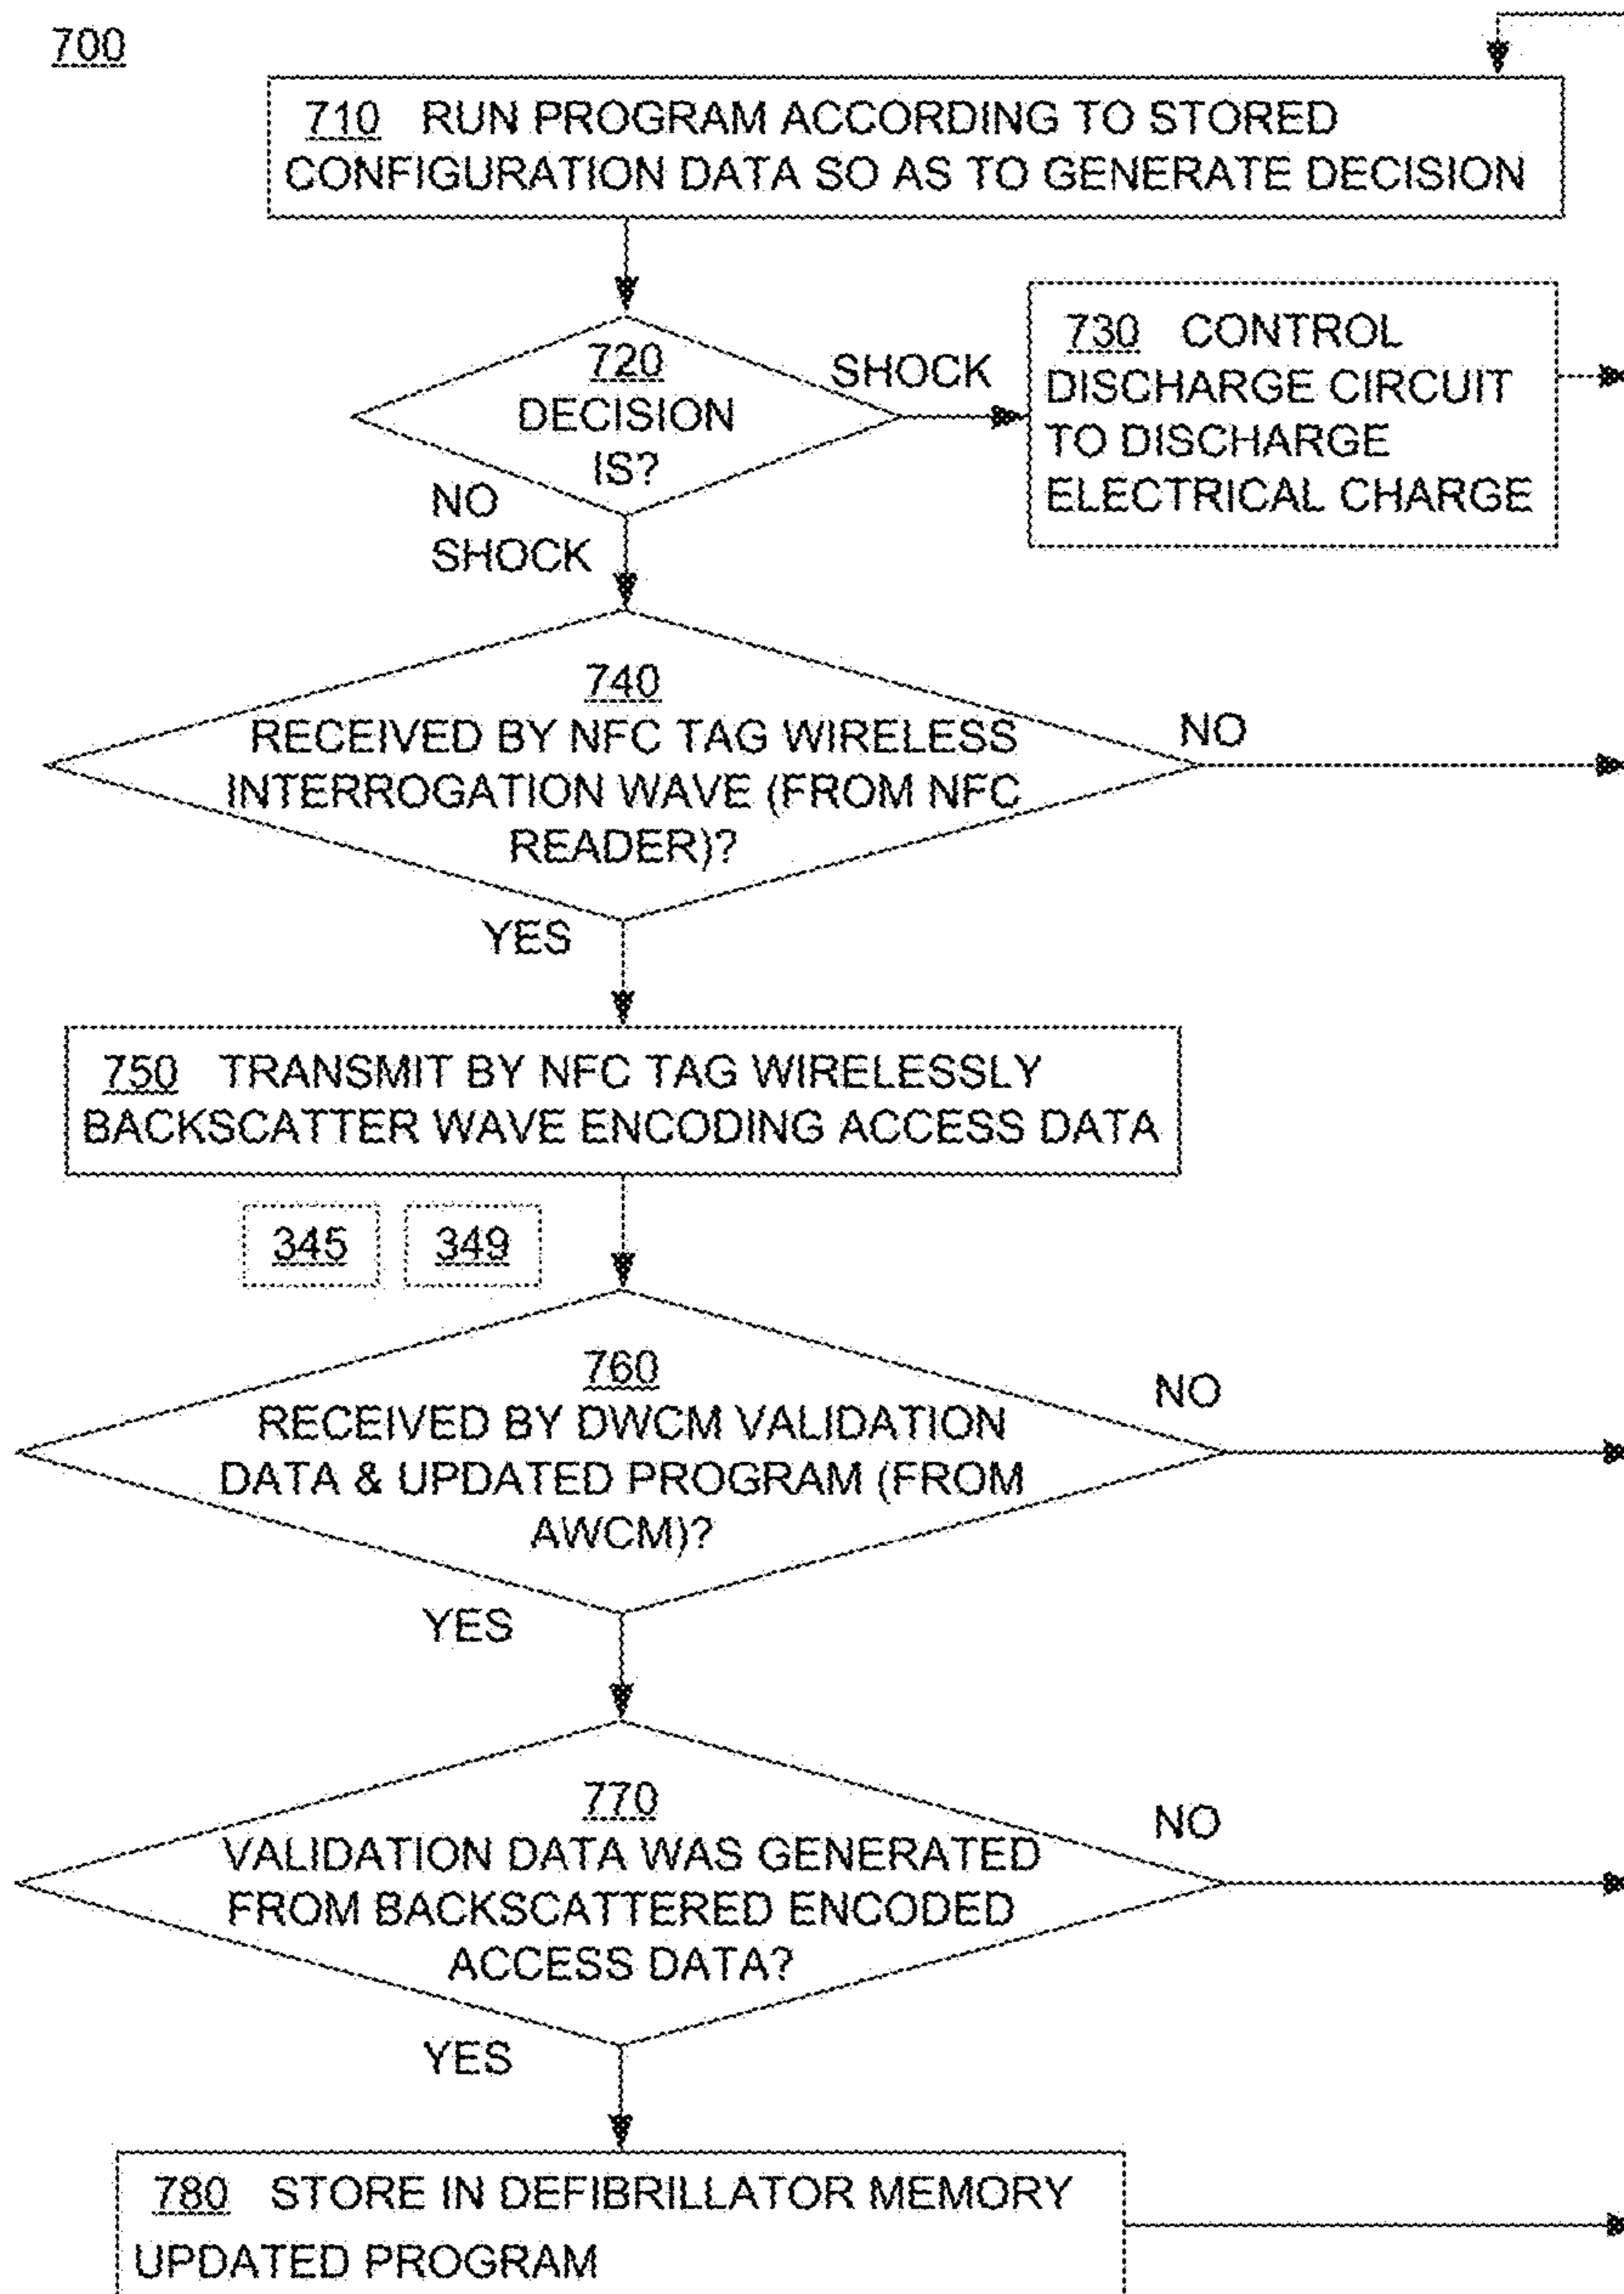 700
710 RUN PROGRAM ACCORDING TO STORED
CONFIGURATION DATA SO AS TO GENERATE DECISION
720
DECISION
IS?
SHOCK
730 CONTROL
DISCHARGE CIRCUIT
TO DISCHARGE
ELECTRICAL CHARGE
NO
SHOCK
740
RECEIVED BY NFC TAG WIRELESS
INTERROGATION WAVE (FROM NFC
READER)?
NO
YES
750 TRANSMIT BY NFC TAG WIRELESSLY
BACKSCATTER WAVE ENCODING ACCESS DATA
345 349
760
RECEIVED BY DWCM VALIDATION
DATA & UPDATED PROGRAM (FROM
AWCM)?
NO
YES
770
VALIDATION DATA WAS GENERATED
FROM BACKSCATTERED ENCODED
ACCESS DATA?
NO
YES
780 STORE IN DEFIBRILLATOR MEMORY
UPDATED PROGRAM